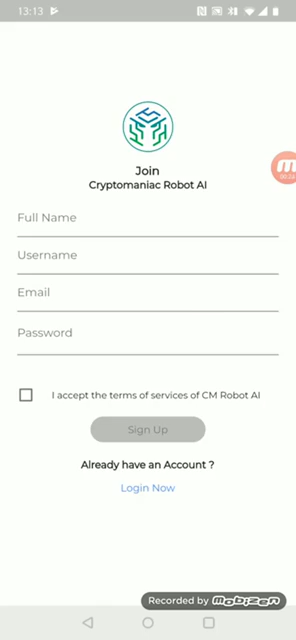 13:13
Join
Cryptomaniac Robot AI
Full Name
Username
Email
Password
I accept the terms of services of CM Robot AI
Sign Up
Already have an Account ?
Login Now
Recorded by Mobizen